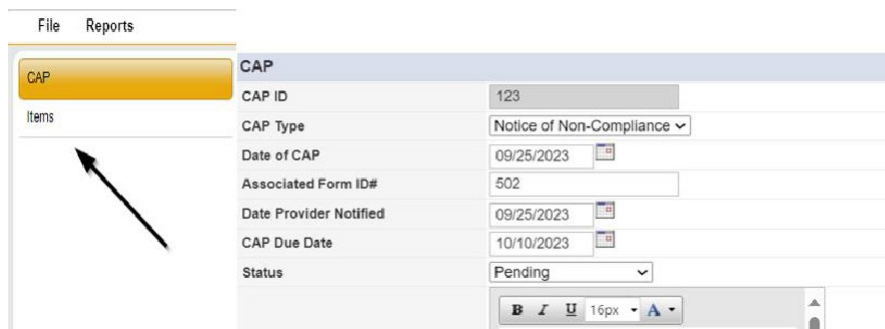 File Reports
CAP
Items
CAP
CAP ID 123
CAP Type Notice of Non-Compliance
Date of CAP 09/25/2023
Associated Form ID# 502
Date Provider Notified 09/25/2023
CAP Due Date 10/10/2023
Status Pending
B I U 16px A